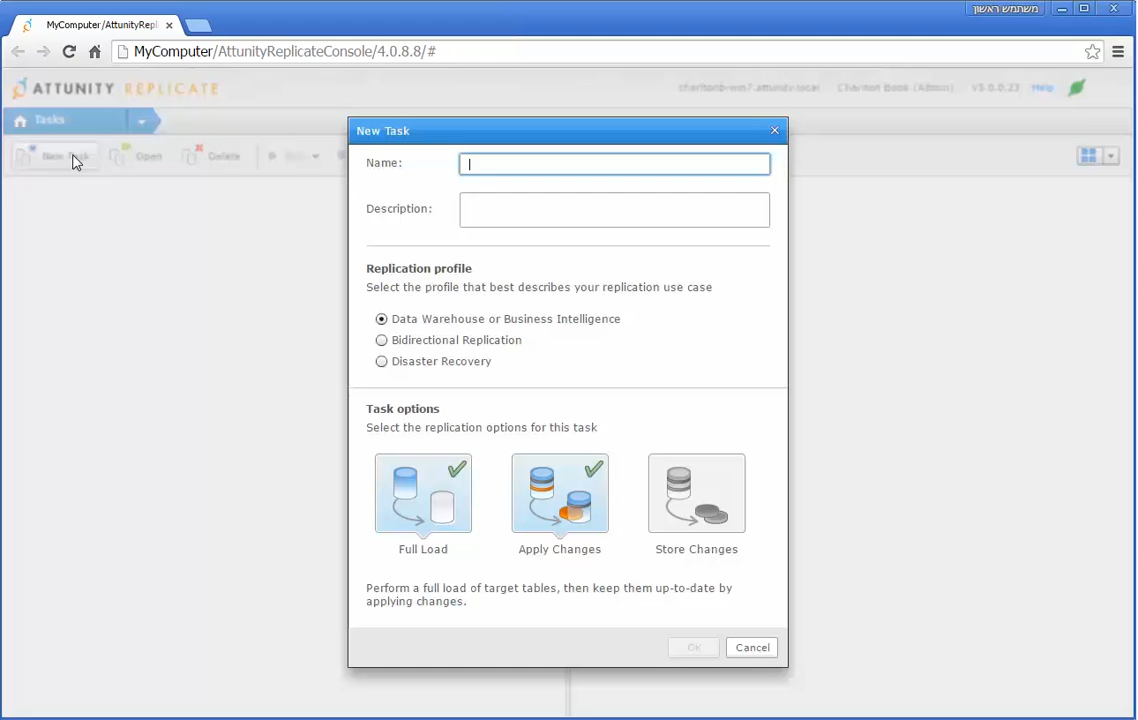 משתמש ראשון
MyComputer/AttunityRepl
MyComputer/AttunityReplicateConsole/4.0.8.8/#
ATTUNITY REPLICATE
Help
Tasks
New Task
Open
Delete
New Task
Name:
Description:
Replication profile
Select the profile that best describes your replication use case
Data Warehouse or Business Intelligence
Bidirectional Replication
Disaster Recovery
Task options
Select the replication options for this task
Full Load
Apply Changes
Store Changes
Perform a full load of target tables, then keep them up-to-date by
applying changes.
OK
Cancel